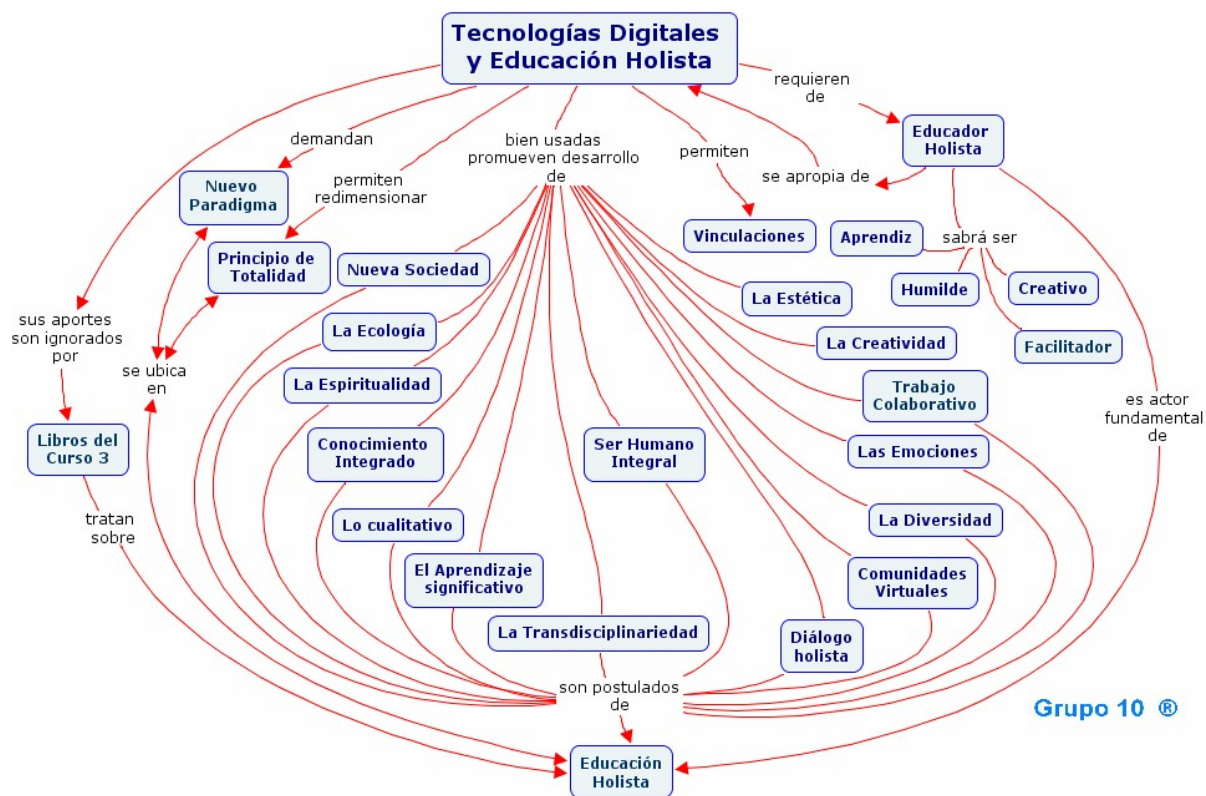 Tecnologías Digitales
y Educación Holista
requieren
de
Educador
Holista
demandan
bien usadas
promueven desarrollo
de
permiten
se apropia de
Nuevo
Paradigma
permiten
redimensionar
Vinculaciones
Aprendiz
sabrá ser
Principio de
Totalidad
Nueva Sociedad
La Estética
Humilde
Creativo
sus aportes
son ignorados
por
La Ecología
La Creatividad
Facilitador
se ubica
en
La Espiritualidad
Trabajo
Colaborativo
es actor
fundamental
de
Libros del
Curso 3
Conocimiento
Integrado
Ser Humano
Integral
Las Emociones
tratan
sobre
Lo cualitativo
La Diversidad
El Aprendizaje
significativo
Comunidades
Virtuales
La Transdisciplinariedad
Diálogo
holista
son postulados
de
Grupo 10 ®
Educación
Holista